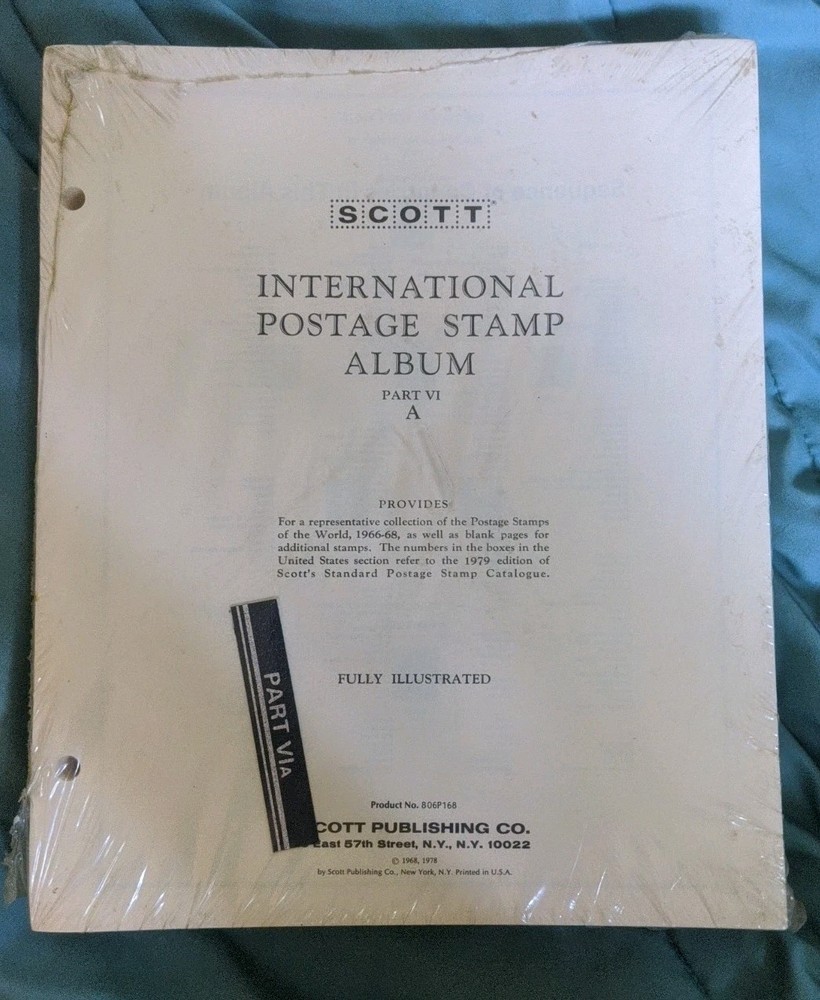 SCOTT
INTERNATIONAL
POSTAGE STAMP
ALBUM
PART VI
A
PROVIDES
For a representative collection of the Postage Stamps
of the World, 1966-68, as well as blank pages for
additional stamps. The numbers in the boxes in the
United States section refer to the 1979 edition of
Scott's Standard Postage Stamp Catalogue.
PART VIA
FULLY ILLUSTRATED
Product No. 806P168
COTT PUBLISHING CO.
East 57th Street, N.Y., N.Y. 10022
© 1968, 1978
by Scott Publishing Co., New York, N.Y. Printed in U.S.A.